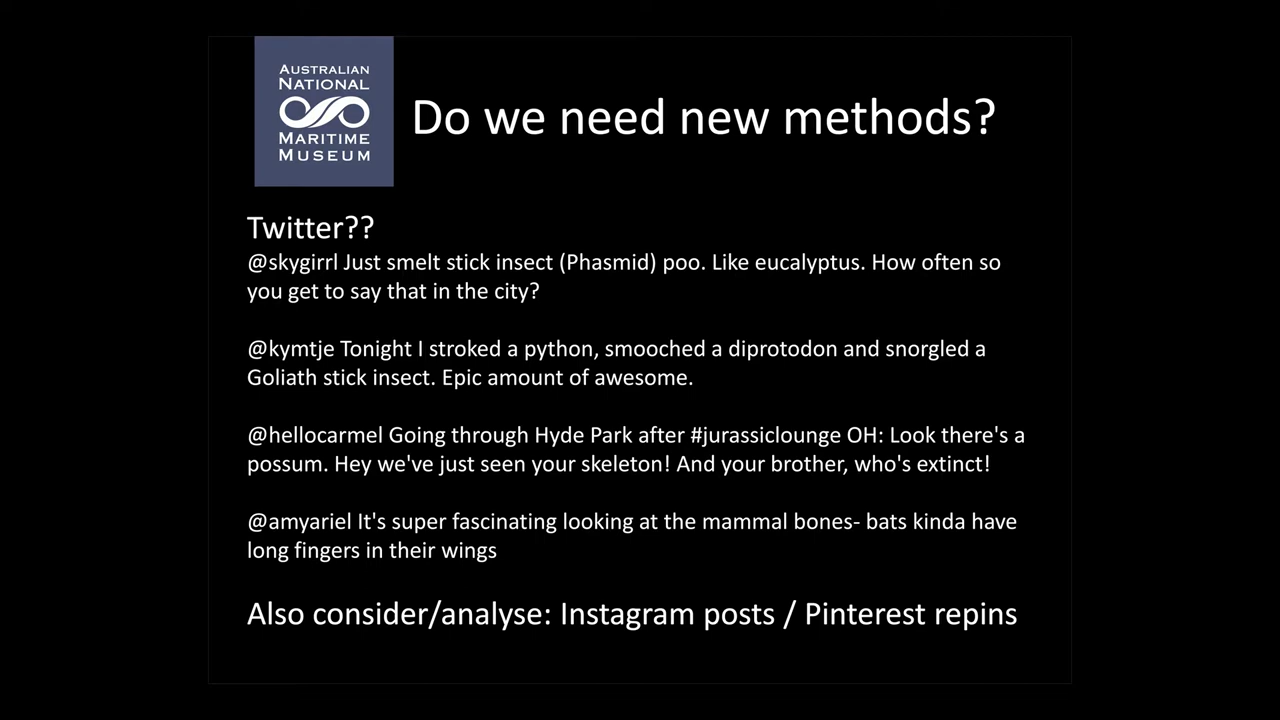 AUSTRALIAN
NATIONAL
MARITIME
MUSEUM
Do we need new methods?
Twitter??
@skygirrl Just smelt stick insect (Phasmid) poo. Like eucalyptus. How often so
you get to say that in the city?
@kymtje Tonight I stroked a python, smooched a diprotodon and snorgled a
Goliath stick insect. Epic amount of awesome.
@hellocarmel Going through Hyde Park after #jurassiclounge OH: Look there's a
possum. Hey we've just seen your skeleton! And your brother, who's extinct!
@amyariel It's super fascinating looking at the mammal bones- bats kinda have
long fingers in their wings
Also consider/analyse: Instagram posts / Pinterest repins